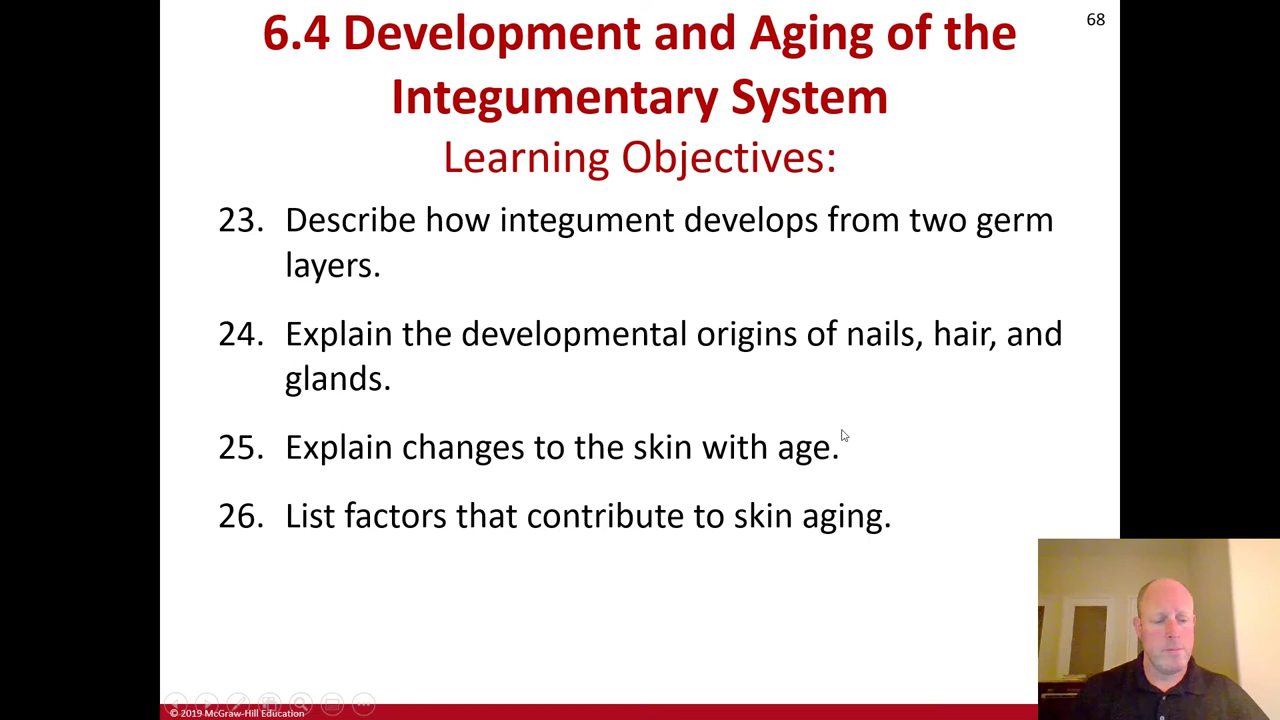 68
6.4 Development and Aging of the
Integumentary System
Learning Objectives:
23. Describe how integument develops from two germ
layers.
24. Explain the developmental origins of nails, hair, and
glands.
25. Explain changes to the skin with age.
26. List factors that contribute to skin aging.
© 2019 McGraw-Hill Education